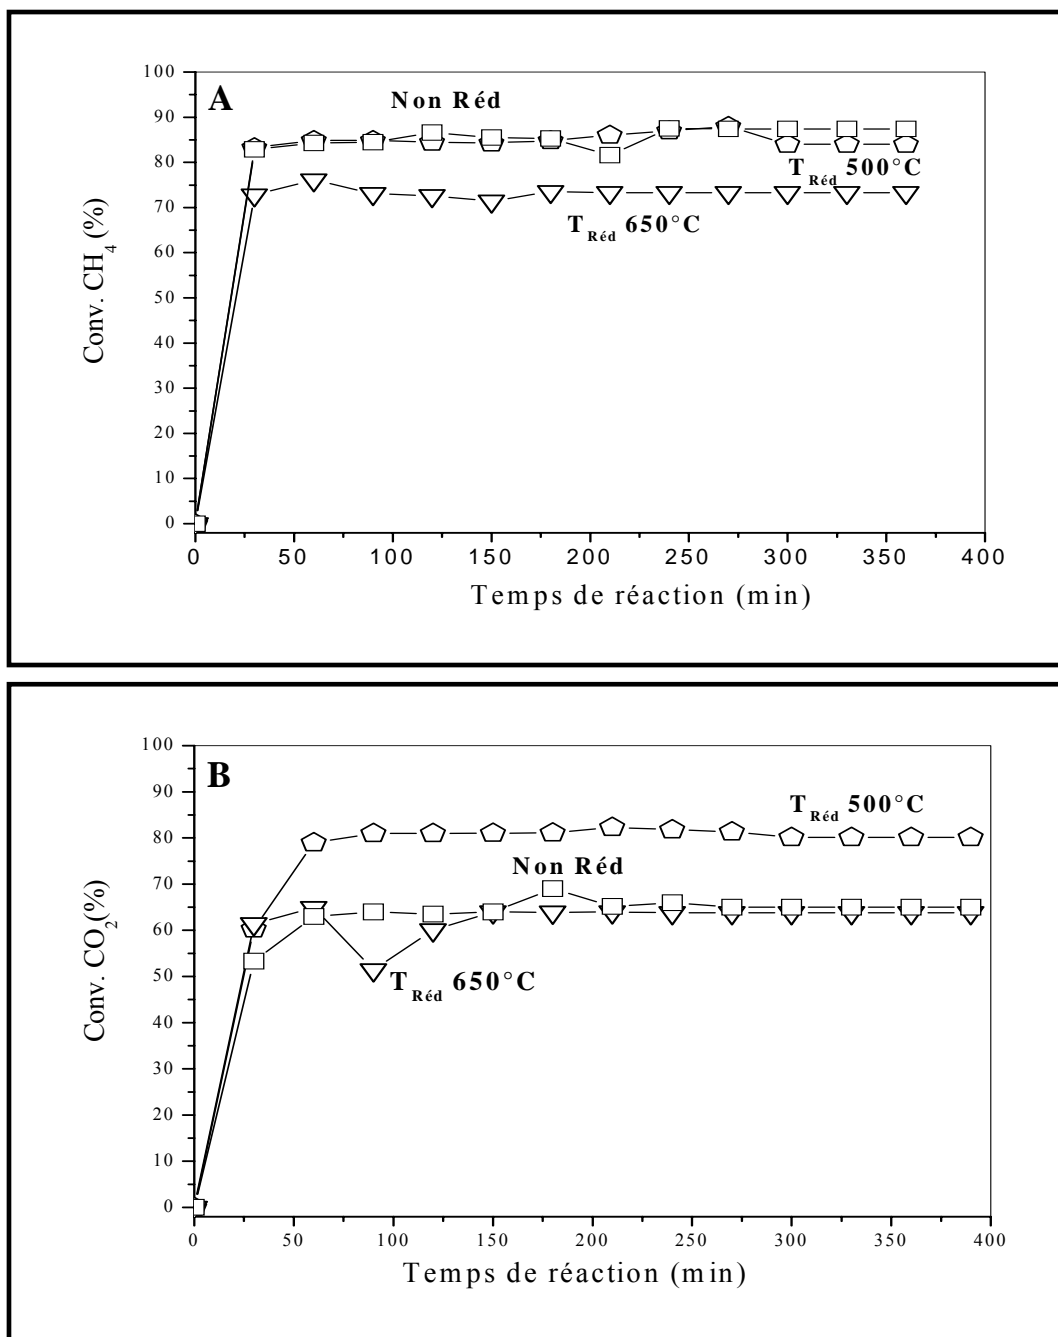 A
Non Réd
T Réd 500°C
T Réd 650°C
Conv. CH4 (%)
100
90
80
70
60
50
40
30
20
10
0
0 50 100 150 200 250 300 350 400
Temps de réaction (min)
B
T Réd 500°C
Non Réd
T Réd 650°C
Conv. CO2 (%)
100
90
80
70
60
50
40
30
20
10
0
0 50 100 150 200 250 300 350 400
Temps de réaction (min)